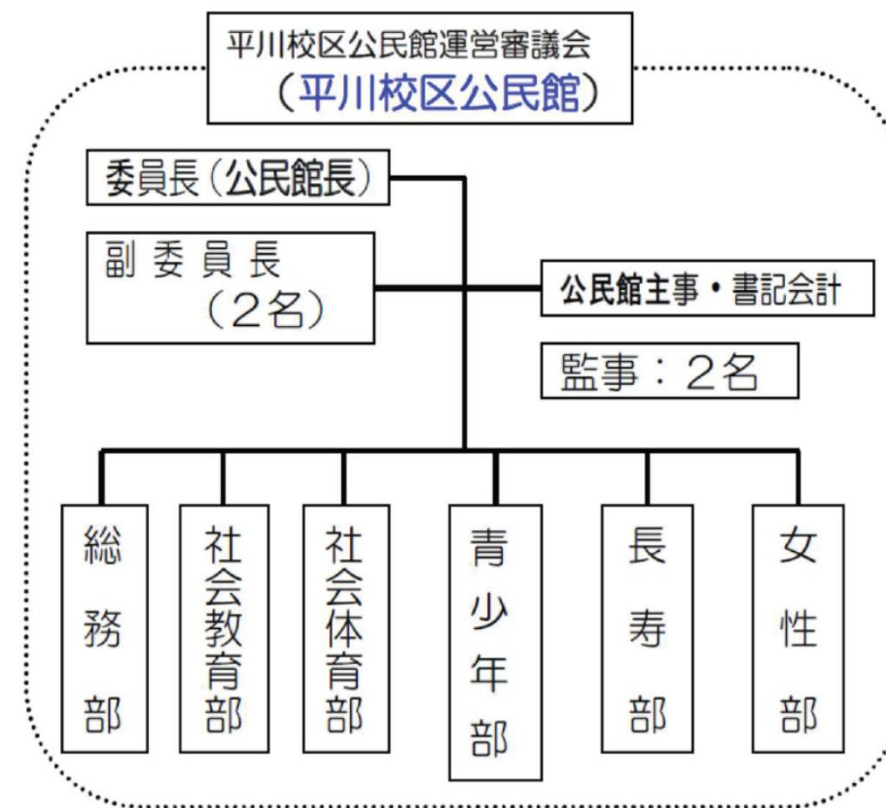 平川校区公民館運営審議会
（平川校区公民館）
委員長（公民館長）
副委員長
（２名）
公民館主事・書記会計
監事：２名
総務部
社会教育部
社会体育部
青少年部
長寿部
女性部